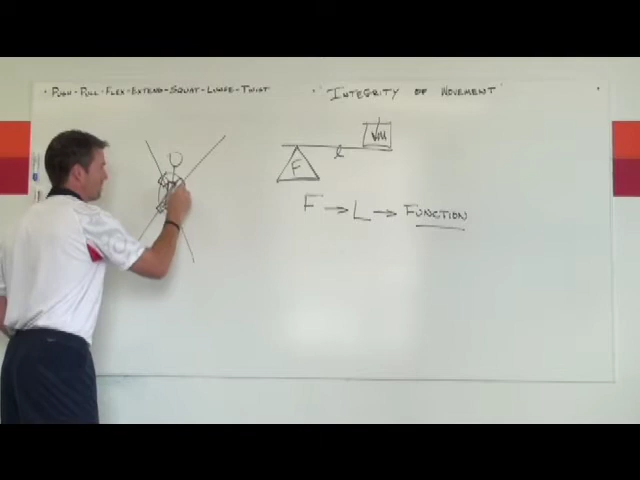 • PUSH - PULL - FLEX - EXTEND - SQUAT - LUNGE - TWIST
• "INTEGRITY OF MOVEMENT"
F
l
F → L → FUNCTION